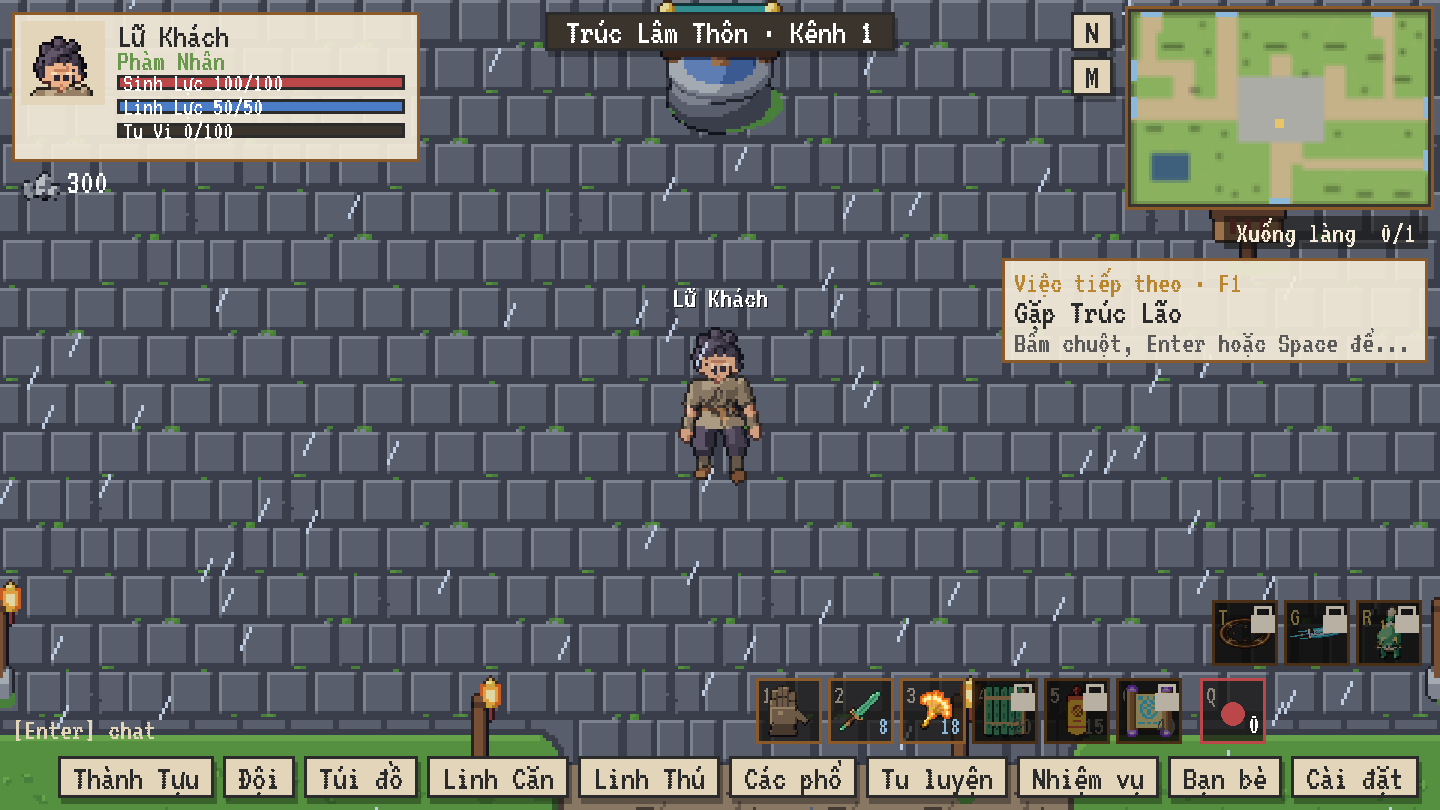 Lữ Khách
Phàm Nhân
Sinh Lực 100/100
Linh Lực 50/50
Tu Vi 0/100
300
Trúc Lâm Thôn · Kênh 1
N
M
Xuống làng 0/1
Việc tiếp theo · F1
Gặp Trúc Lão
Bấm chuột, Enter hoặc Space để...
Lữ Khách
T
G
R
1
2
8
3
18
5
15
Q
0
[Enter] chat
Thành Tựu
Đội
Túi đồ
Linh Căn
Linh Thú
Các phổ
Tu luyện
Nhiệm vụ
Bạn bè
Cài đặt